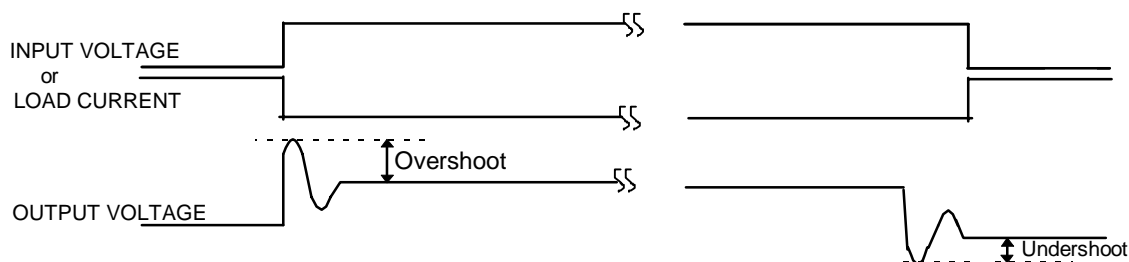 INPUT VOLTAGE
or
LOAD CURRENT
Overshoot
OUTPUT VOLTAGE
Undershoot